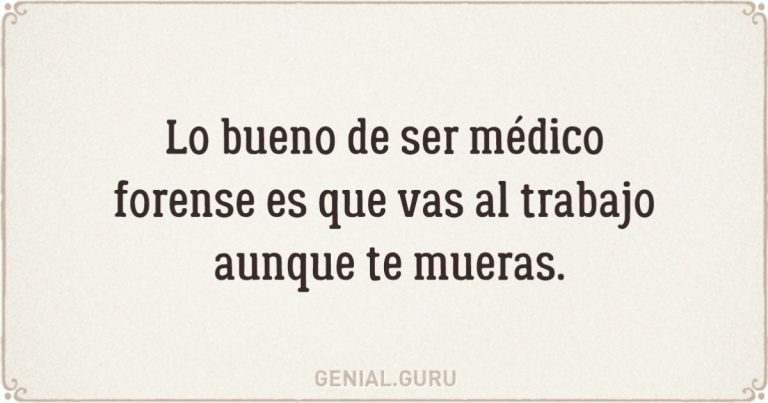 Lo bueno de ser médico
forense es que vas al trabajo
aunque te mueras.
GENIAL.GURU